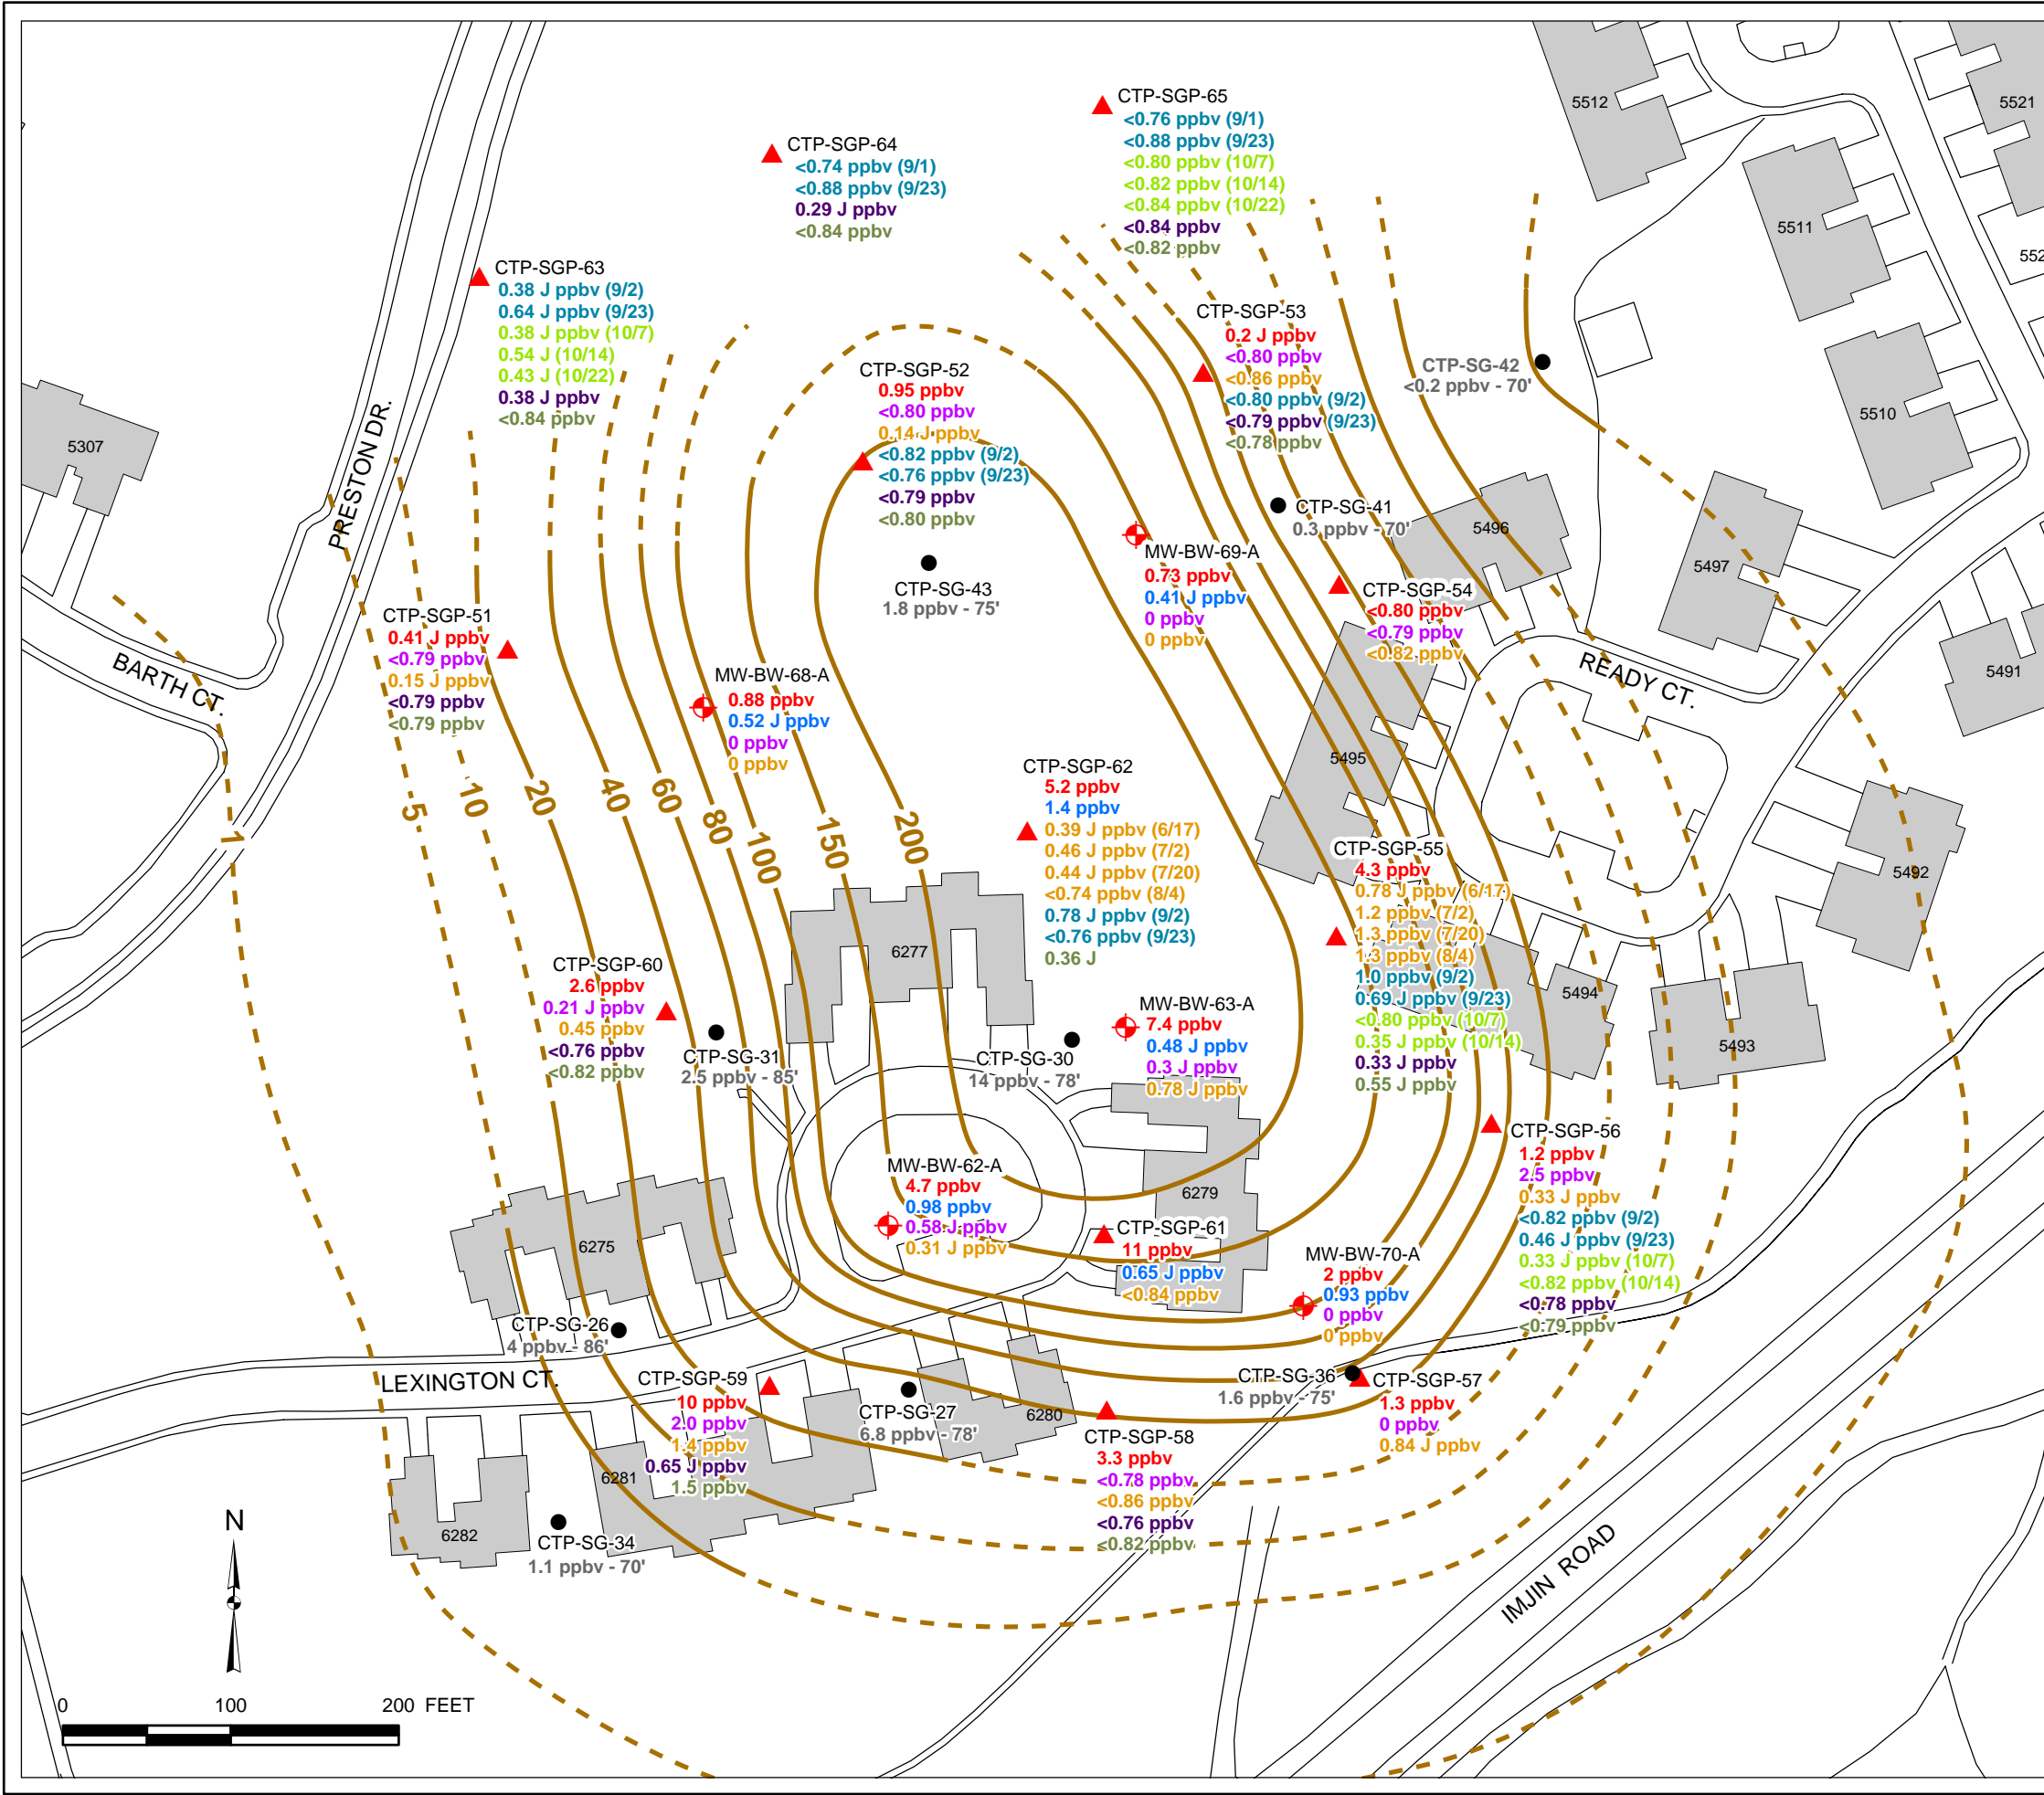 CTP-SGP-65
<0.76 ppbv (9/1)
<0.88 ppbv (9/23)
<0.80 ppbv (10/7)
<0.82 ppbv (10/14)
<0.84 ppbv (10/22)
<0.84 ppbv
<0.82 ppbv
CTP-SGP-64
<0.74 ppbv (9/1)
<0.88 ppbv (9/23)
0.29 J ppbv
<0.84 ppbv
5512
5521
5511
552
5510
CTP-SGP-63
0.38 J ppbv (9/2)
0.64 J ppbv (9/23)
0.38 J ppbv (10/7)
0.54 J (10/14)
0.43 J (10/22)
0.38 J ppbv
<0.84 ppbv
CTP-SGP-53
0.2 J ppbv
<0.80 ppbv
<0.86 ppbv
<0.80 ppbv (9/2)
<0.79 ppbv (9/23)
<0.78 ppbv
CTP-SG-42
<0.2 ppbv - 70'
CTP-SGP-52
0.95 ppbv
<0.80 ppbv
0.14 J ppbv
<0.82 ppbv (9/2)
<0.76 ppbv (9/23)
<0.79 ppbv
<0.80 ppbv
5307
PRESTON DR.
CTP-SG-41
0.3 ppbv - 70'
5496
5497
CTP-SG-43
1.8 ppbv - 75'
MW-BW-69-A
0.73 ppbv
0.41 J ppbv
0 ppbv
0 ppbv
CTP-SGP-54
<0.80 ppbv
<0.79 ppbv
<0.82 ppbv
CTP-SGP-51
0.41 J ppbv
<0.79 ppbv
0.15 J ppbv
<0.79 ppbv
<0.79 ppbv
BARTH CT.
READY CT.
5491
MW-BW-68-A
0.88 ppbv
0.52 J ppbv
0 ppbv
0 ppbv
5495
CTP-SGP-62
5.2 ppbv
1.4 ppbv
0.39 J ppbv (6/17)
0.46 J ppbv (7/2)
0.44 J ppbv (7/20)
<0.74 ppbv (8/4)
0.78 J ppbv (9/2)
<0.76 ppbv (9/23)
0.36 J
1
5
10
20
40
60
80
100
150
200
CTP-SGP-55
4.3 ppbv
0.78 J ppbv (6/17)
1.2 ppbv (7/2)
1.3 ppbv (7/20)
1.3 ppbv (8/4)
1.0 ppbv (9/2)
0.69 J ppbv (9/23)
<0.80 ppbv (10/7)
0.35 J ppbv (10/14)
0.33 J ppbv
0.55 J ppbv
5492
6277
5494
5493
CTP-SGP-60
2.6 ppbv
0.21 J ppbv
0.45 ppbv
<0.76 ppbv
<0.82 ppbv
CTP-SG-31
2.5 ppbv - 85'
CTP-SG-30
14 ppbv - 78'
MW-BW-63-A
7.4 ppbv
0.48 J ppbv
0.3 J ppbv
0.78 J ppbv
CTP-SGP-56
1.2 ppbv
2.5 ppbv
0.33 J ppbv
<0.82 ppbv (9/2)
0.46 J ppbv (9/23)
0.33 J ppbv (10/7)
<0.82 ppbv (10/14)
<0.78 ppbv
<0.79 ppbv
MW-BW-62-A
4.7 ppbv
0.98 ppbv
0.58 J ppbv
0.31 J ppbv
6279
CTP-SGP-61
11 ppbv
0.65 J ppbv
<0.84 ppbv
6275
MW-BW-70-A
2 ppbv
0.93 ppbv
0 ppbv
0 ppbv
CTP-SG-26
4 ppbv - 86'
LEXINGTON CT.
CTP-SGP-59
10 ppbv
2.0 ppbv
1.4 ppbv
0.65 J ppbv
1.5 ppbv
CTP-SG-27
6.8 ppbv - 78'
6280
CTP-SG-36
1.6 ppbv - 75'
CTP-SGP-57
1.3 ppbv
0 ppbv
0.84 J ppbv
CTP-SGP-58
3.3 ppbv
<0.78 ppbv
<0.86 ppbv
<0.76 ppbv
<0.82 ppbv
6281
6282
CTP-SG-34
1.1 ppbv - 70'
IMJIN ROAD
N
0 100 200 FEET